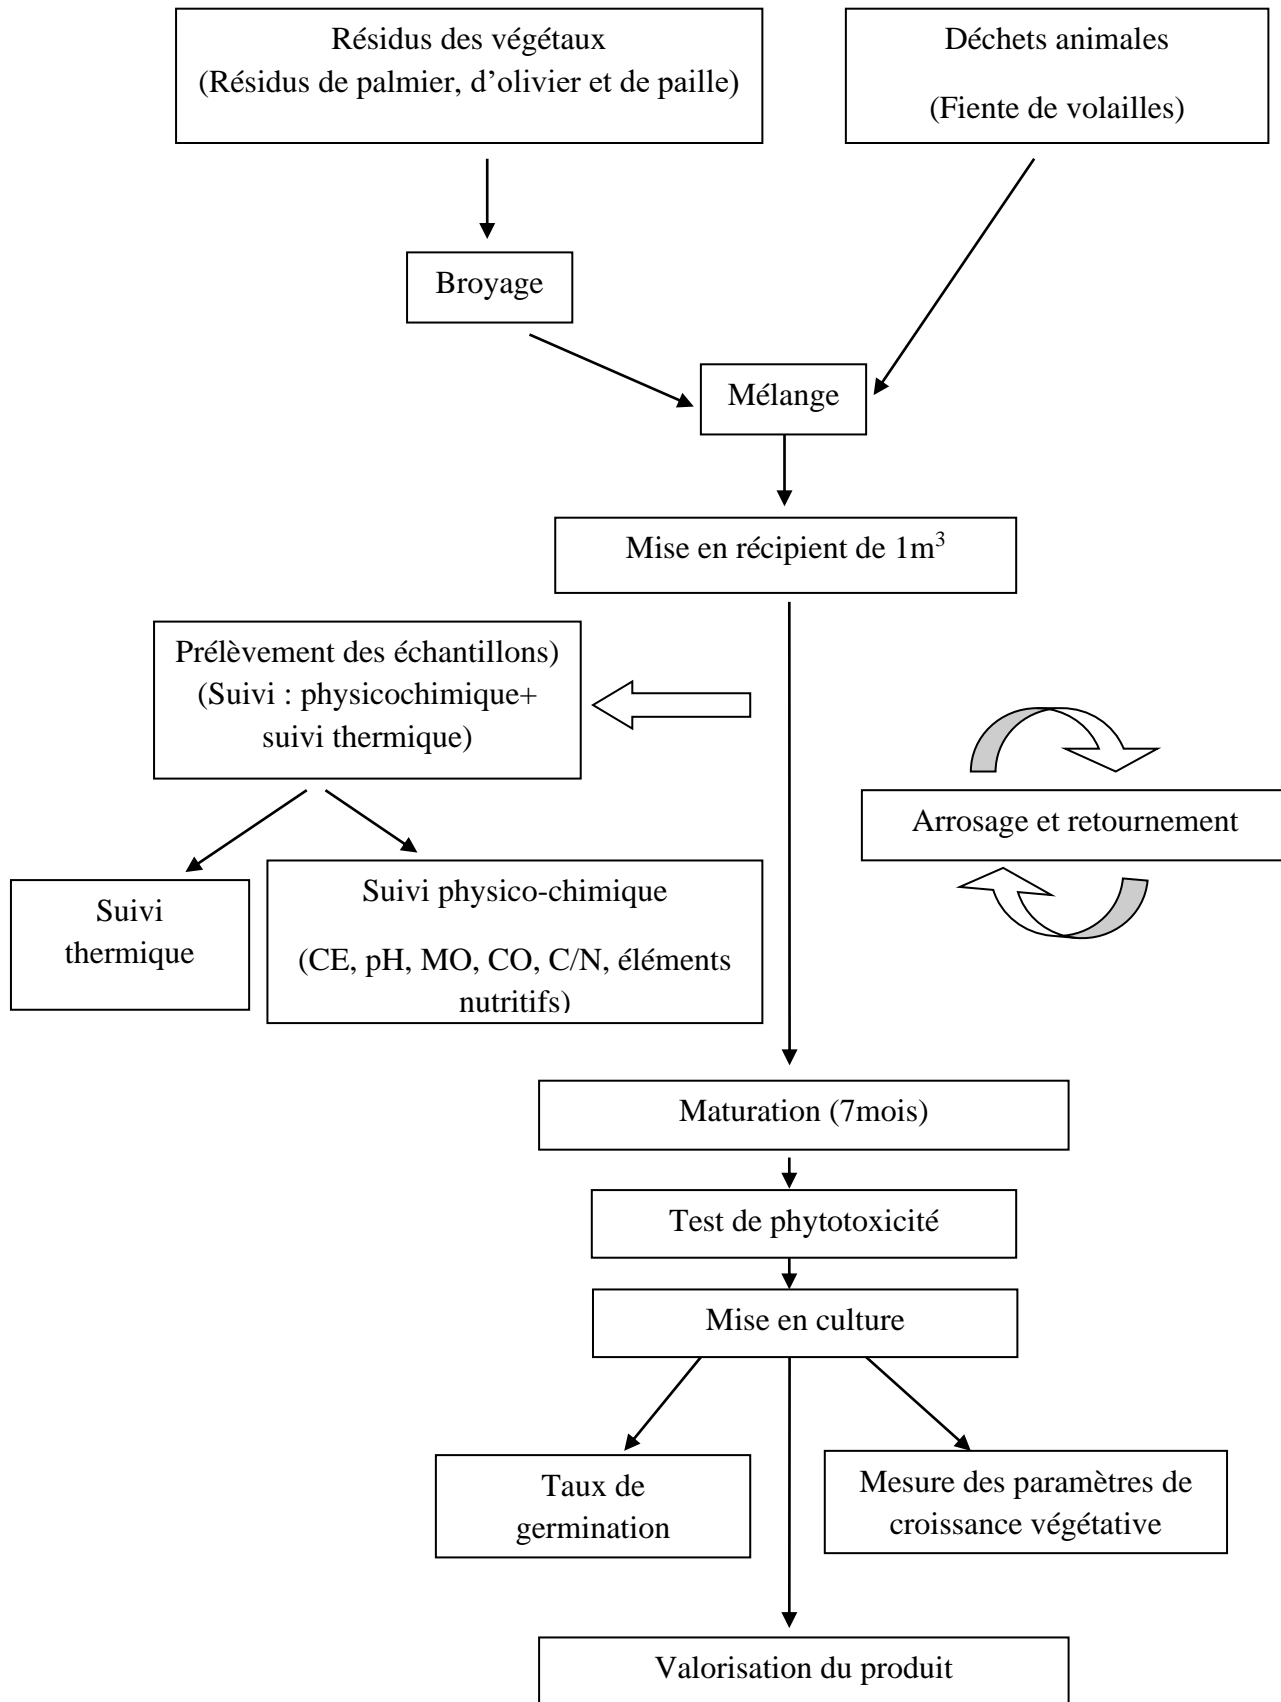 Résidus des végétaux
(Résidus de palmier, d’olivier et de paille)
Déchets animales
(Fiente de volailles)
Broyage
Mélange
Mise en récipient de 1m³
Prélèvement des échantillons)
(Suivi : physicochimique+
suivi thermique)
Arrosage et retournement
Suivi
thermique
Suivi physico-chimique
(CE, pH, MO, CO, C/N, éléments
nutritifs)
Maturation (7mois)
Test de phytotoxicité
Mise en culture
Taux de
germination
Mesure des paramètres de
croissance végétative
Valorisation du produit